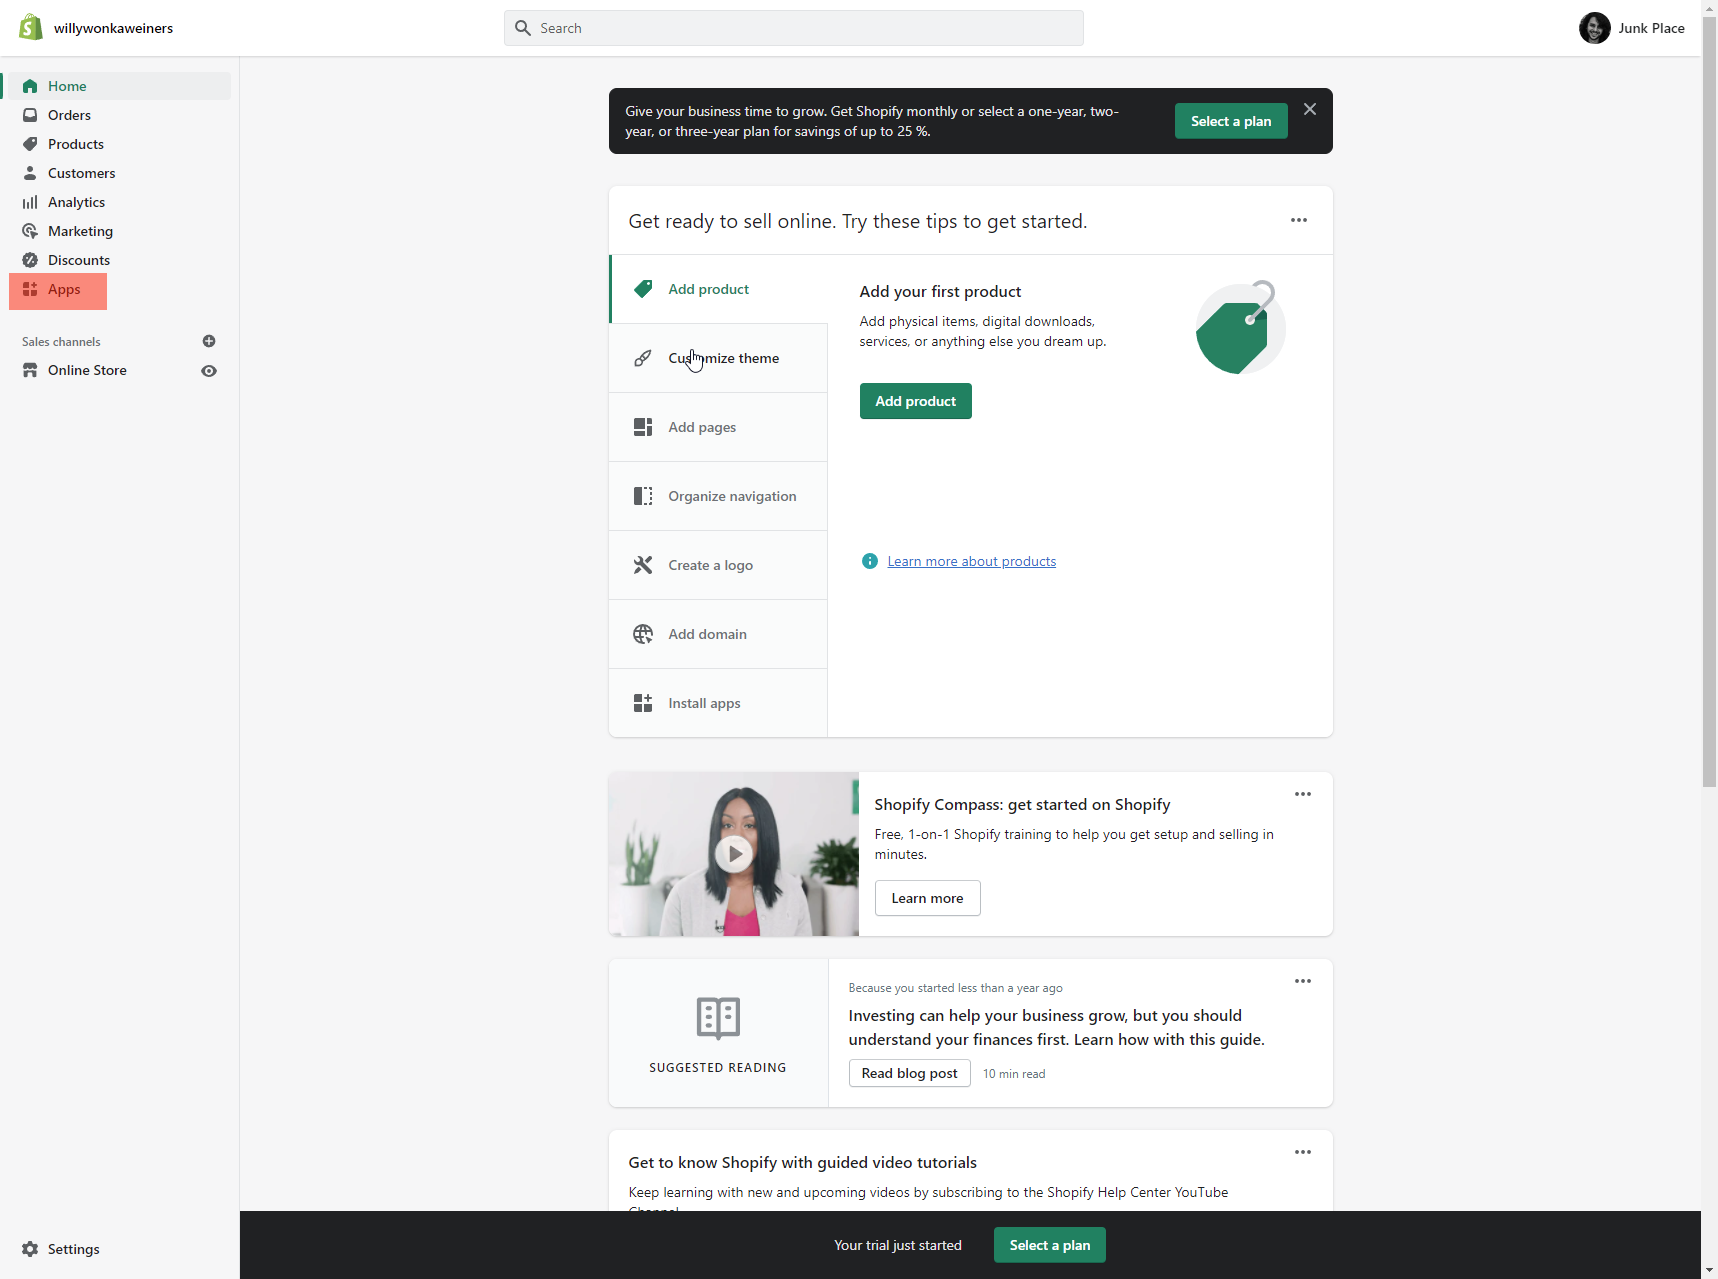 willywonkaweiners
Search
Junk Place
Home
Orders
Products
Customers
Analytics
Marketing
Discounts
Apps
Sales channels
Online Store
Settings
Give your business time to grow. Get Shopify monthly or select a one-year, two-
year, or three-year plan for savings of up to 25 %.
Select a plan
Get ready to sell online. Try these tips to get started.
Add product
Customize theme
Add pages
Organize navigation
Create a logo
Add domain
Install apps
Add your first product
Add physical items, digital downloads,
services, or anything else you dream up.
Add product
Learn more about products
Shopify Compass: get started on Shopify
Free, 1-on-1 Shopify training to help you get setup and selling in
minutes.
Learn more
SUGGESTED READING
Because you started less than a year ago
Investing can help your business grow, but you should
understand your finances first. Learn how with this guide.
Read blog post
10 min read
Get to know Shopify with guided video tutorials
Keep learning with new and upcoming videos by subscribing to the Shopify Help Center YouTube
Channel
Your trial just started
Select a plan